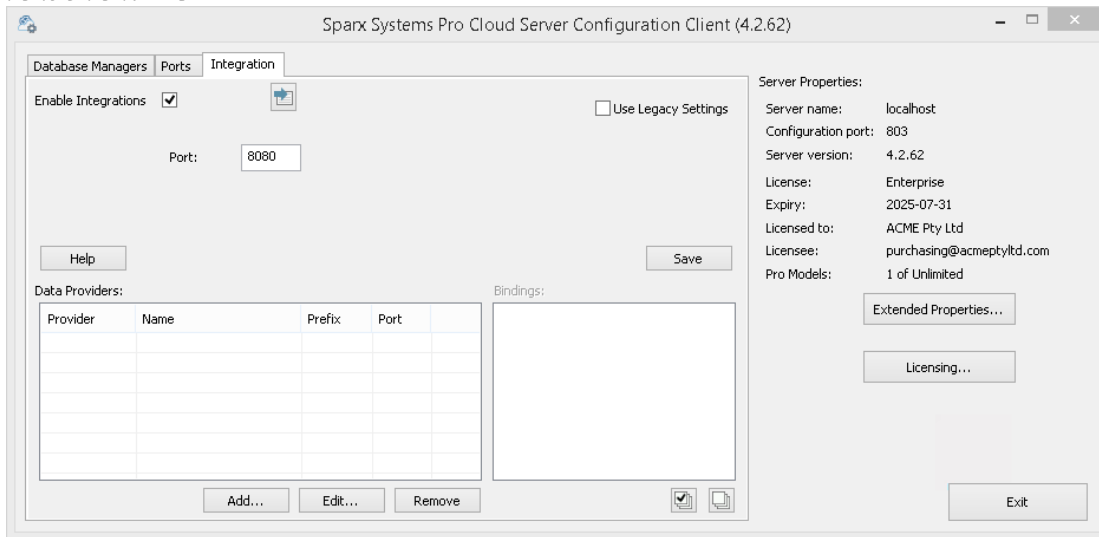 Sparx Systems Pro Cloud Server Configuration Client (4.2.62)
Database Managers Ports Integration
Enable Integrations
Use Legacy Settings
Port: 8080
Help
Save
Data Providers:
Bindings:
Provider Name Prefix Port
Add... Edit... Remove
Server Properties:
Server name: localhost
Configuration port: 803
Server version: 4.2.62
License: Enterprise
Expiry: 2025-07-31
Licensed to: ACME Pty Ltd
Licensee: purchasing@acmeptyltd.com
Pro Models: 1 of Unlimited
Extended Properties...
Licensing...
Exit